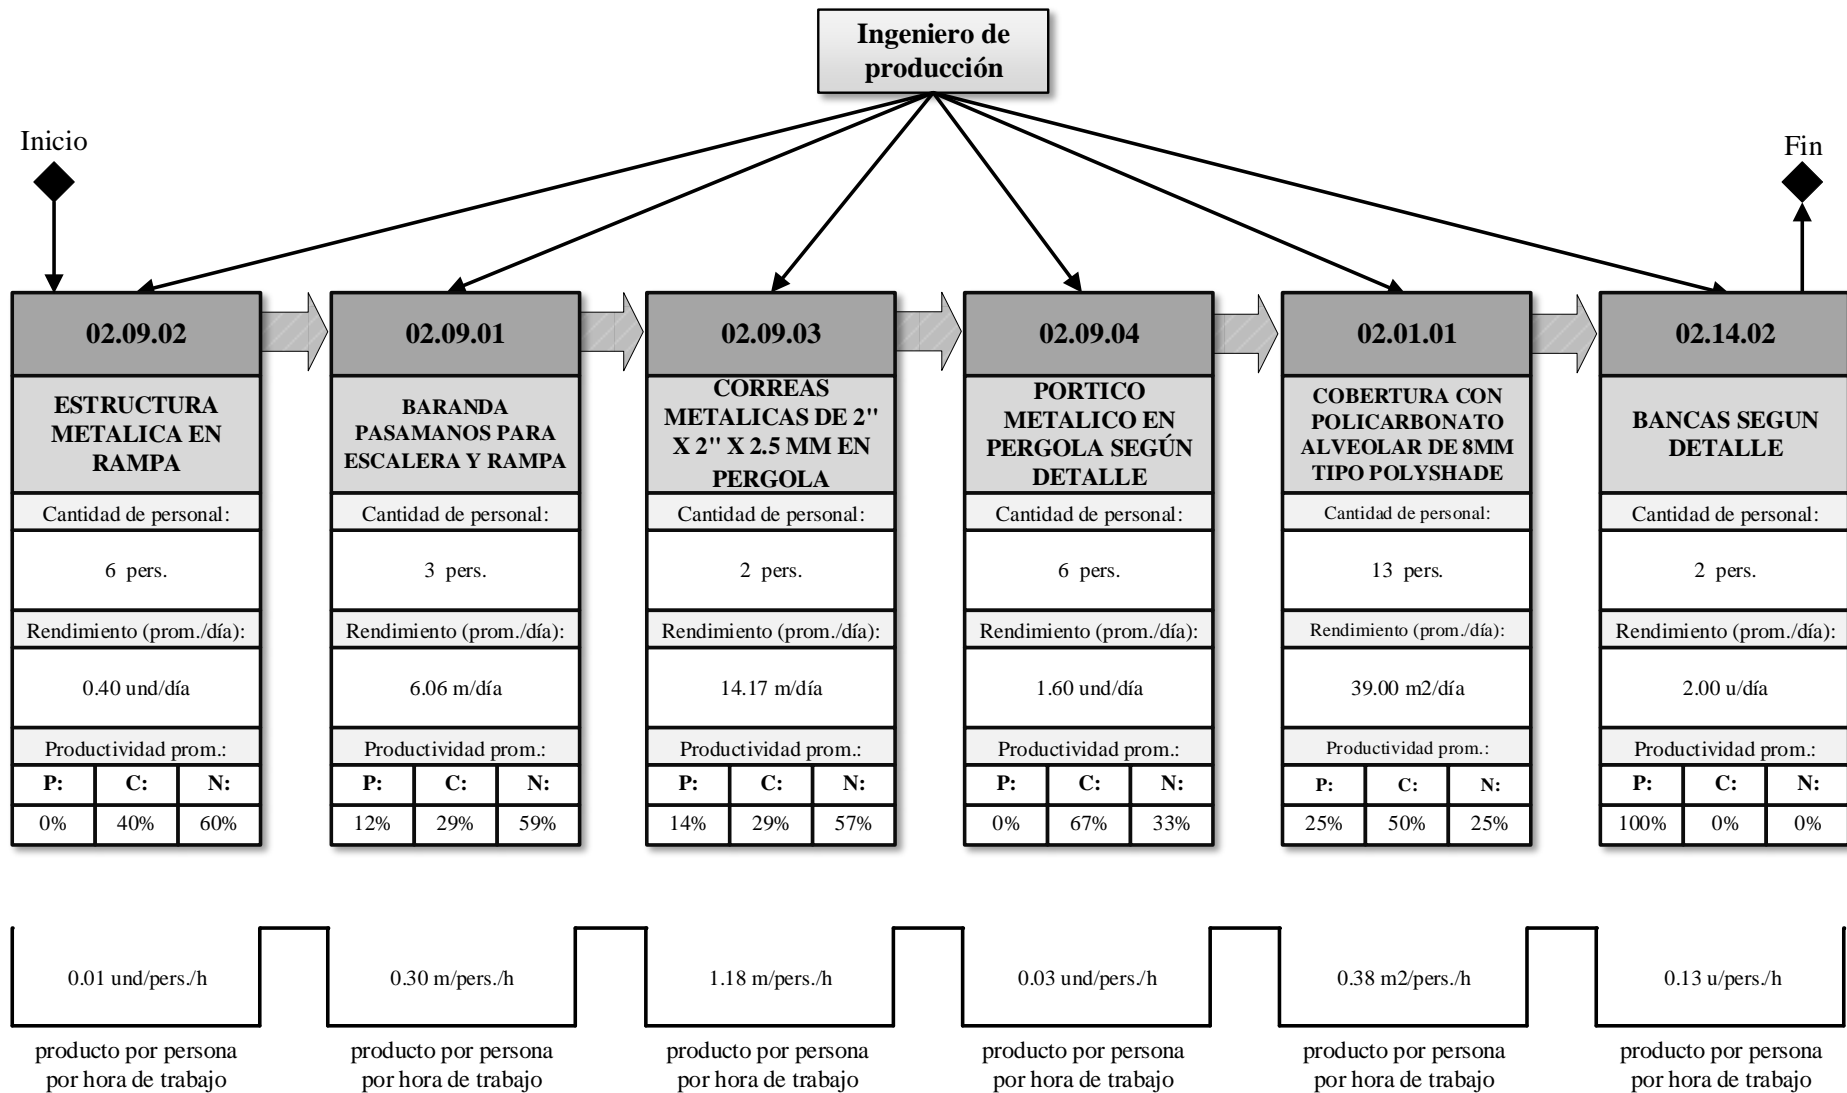 Ingeniero de
producción
Inicio
Fin
02.09.02
ESTRUCTURA
METALICA EN
RAMPA
Cantidad de personal:
6 pers.
Rendimiento (prom./día):
0.40 und/día
Productividad prom.:
P: C: N:
0% 40% 60%
02.09.01
BARANDA
PASAMANOS PARA
ESCALERA Y RAMPA
Cantidad de personal:
3 pers.
Rendimiento (prom./día):
6.06 m/día
Productividad prom.:
P: C: N:
12% 29% 59%
02.09.03
CORREAS
METALICAS DE 2"
X 2" X 2.5 MM EN
PERGOLA
Cantidad de personal:
2 pers.
Rendimiento (prom./día):
14.17 m/día
Productividad prom.:
P: C: N:
14% 29% 57%
02.09.04
PORTICO
METALICO EN
PERGOLA SEGÚN
DETALLE
Cantidad de personal:
6 pers.
Rendimiento (prom./día):
1.60 und/día
Productividad prom.:
P: C: N:
0% 67% 33%
02.01.01
COBERTURA CON
POLICARBONATO
ALVEOLAR DE 8MM
TIPO POLYSHADE
Cantidad de personal:
13 pers.
Rendimiento (prom./día):
39.00 m2/día
Productividad prom.:
P: C: N:
25% 50% 25%
02.14.02
BANCAS SEGUN
DETALLE
Cantidad de personal:
2 pers.
Rendimiento (prom./día):
2.00 u/día
Productividad prom.:
P: C: N:
100% 0% 0%
0.01 und/pers./h
producto por persona
por hora de trabajo
0.30 m/pers./h
producto por persona
por hora de trabajo
1.18 m/pers./h
producto por persona
por hora de trabajo
0.03 und/pers./h
producto por persona
por hora de trabajo
0.38 m2/pers./h
producto por persona
por hora de trabajo
0.13 u/pers./h
producto por persona
por hora de trabajo